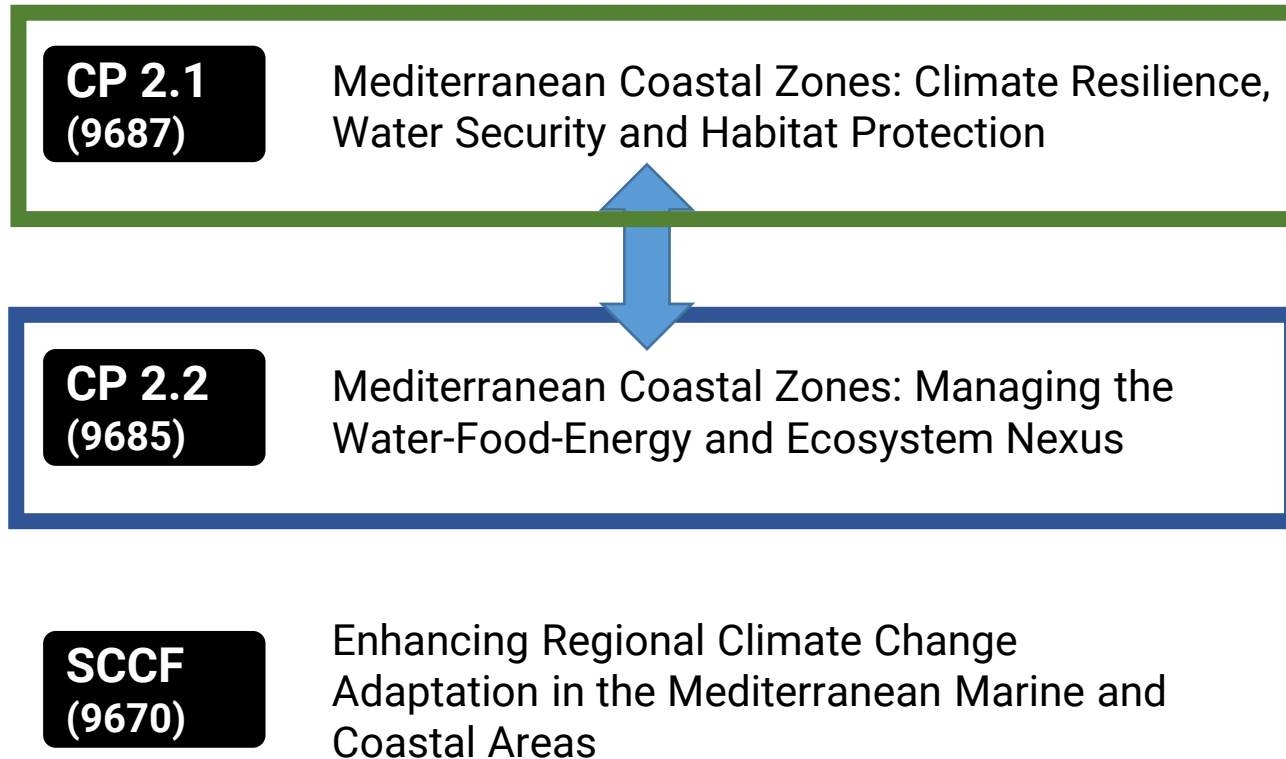 CP 2.1
(9687)
Mediterranean Coastal Zones: Climate Resilience,
Water Security and Habitat Protection
CP 2.2
(9685)
Mediterranean Coastal Zones: Managing the
Water-Food-Energy and Ecosystem Nexus
SCCF
(9670)
Enhancing Regional Climate Change
Adaptation in the Mediterranean Marine and
Coastal Areas